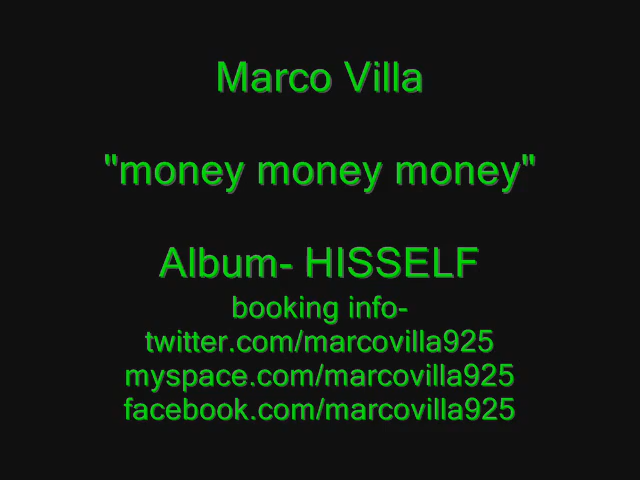 Marco Villa
"money money money"
Album- HISSELF
booking info-
twitter.com/marcovilla925
myspace.com/marcovilla925
facebook.com/marcovilla925